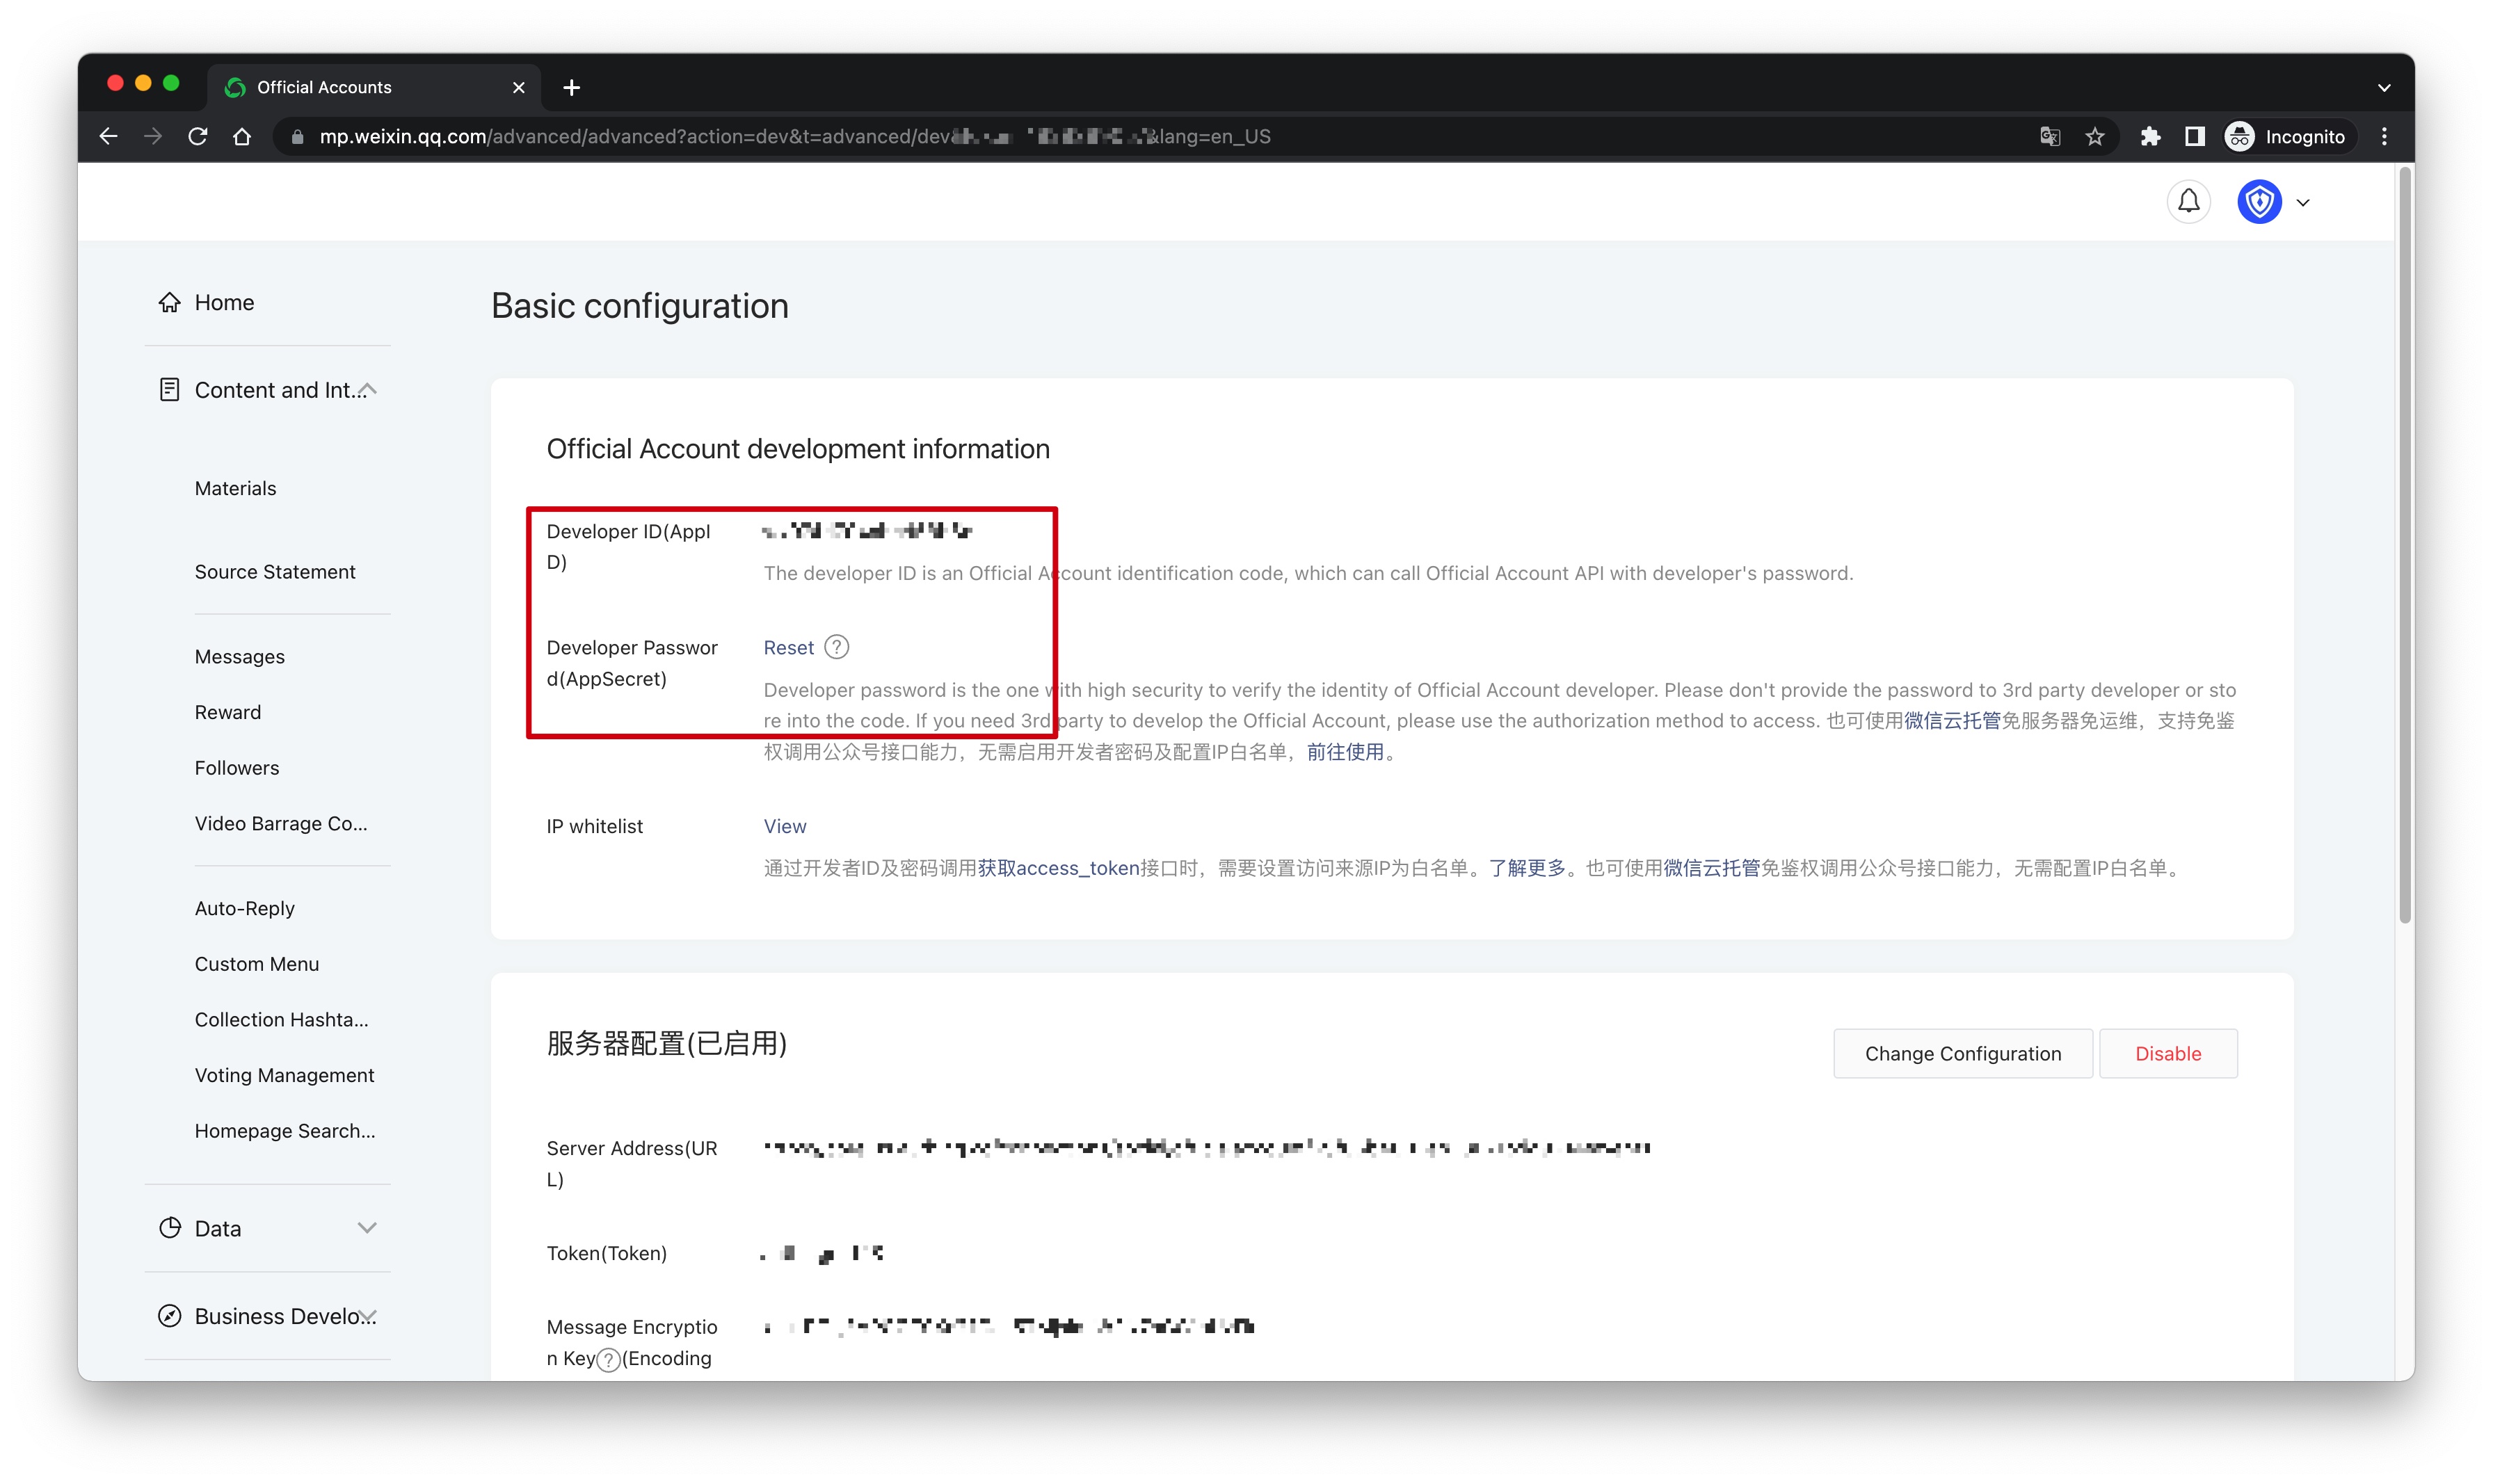 Official Accounts
mp.weixin.qq.com/advanced/advanced?action=dev&t=advanced/dev &lang=en_US
Incognito
Home
Content and Int...
Materials
Source Statement
Messages
Reward
Followers
Video Barrage Co...
Auto-Reply
Custom Menu
Collection Hashta...
Voting Management
Homepage Search...
Data
Business Develo...
Basic configuration
Official Account development information
Developer ID(AppI
D)
The developer ID is an Official Account identification code, which can call Official Account API with developer's password.
Developer Passwor
d(AppSecret)
Reset ?
Developer password is the one with high security to verify the identity of Official Account developer. Please don't provide the password to 3rd party developer or sto
re into the code. If you need 3rd party to develop the Official Account, please use the authorization method to access. 也可使用微信云托管免服务器免运维，支持免鉴
权调用公众号接口能力，无需启用开发者密码及配置IP白名单，前往使用。
IP whitelist
View
通过开发者ID及密码调用获取access_token接口时，需要设置访问来源IP为白名单。了解更多。也可使用微信云托管免鉴权调用公众号接口能力，无需配置IP白名单。
服务器配置(已启用)
Change Configuration
Disable
Server Address(UR
L)
Token(Token)
Message Encryptio
n Key?(Encoding